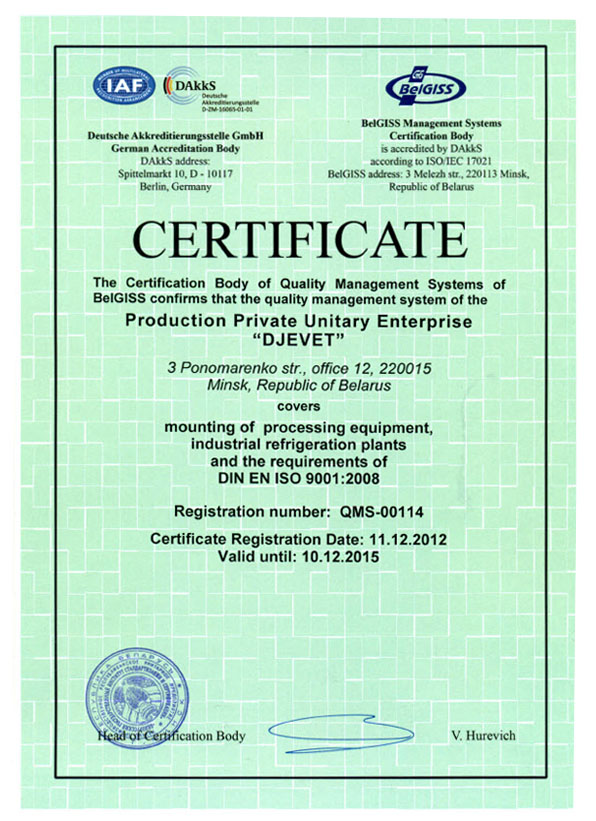 MEMBER OF MULTILATERAL
IAF
RECOGNITION ARRANGEMENT
DAkkS
Deutsche
Akkreditierungsstelle
D-ZM-16065-01-01
BelGISS
Deutsche Akkreditierungsstelle GmbH
German Accreditation Body
DAkkS address:
Spittelmarkt 10, D - 10117
Berlin, Germany
BelGISS Management Systems
Certification Body
is accredited by DAkkS
according to ISO/IEC 17021
BelGISS address: 3 Melezh str., 220113 Minsk,
Republic of Belarus
CERTIFICATE
The Certification Body of Quality Management Systems of
BelGISS confirms that the quality management system of the
Production Private Unitary Enterprise
“DJEVET”
3 Ponomarenko str., office 12, 220015
Minsk, Republic of Belarus
covers
mounting of processing equipment,
industrial refrigeration plants
and the requirements of
DIN EN ISO 9001:2008
Registration number: QMS-00114
Certificate Registration Date: 11.12.2012
Valid until: 10.12.2015
Head of Certification Body
V. Hurevich